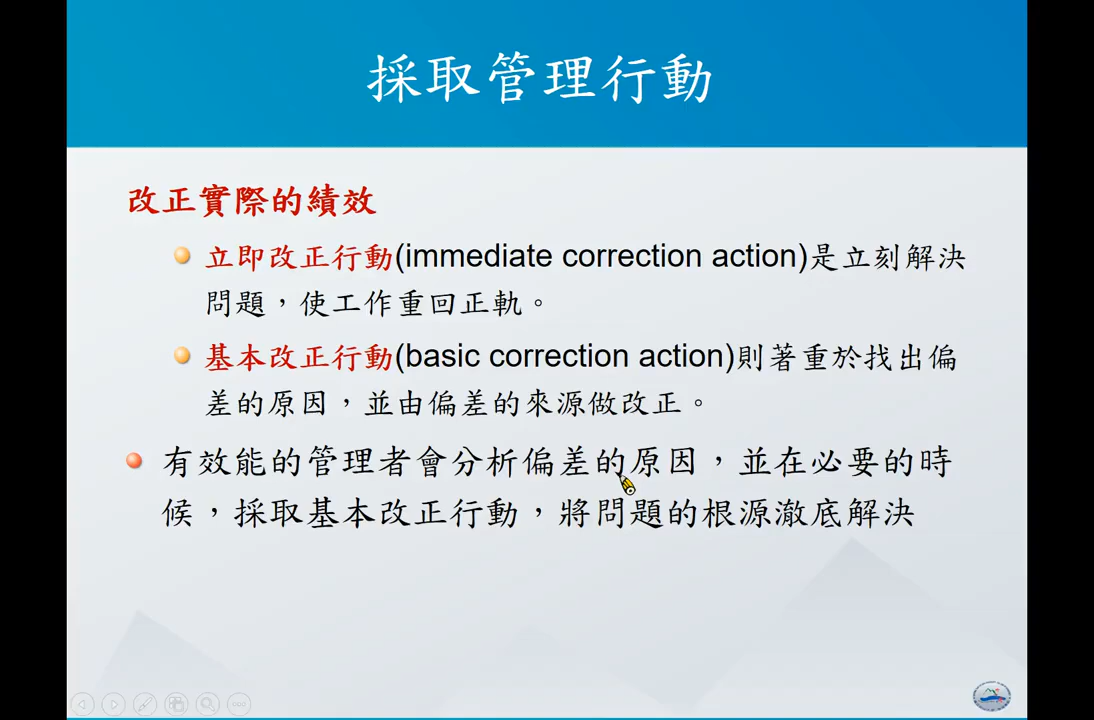 採取管理行動
改正實際的績效
立即改正行動(immediate correction action)是立刻解決
問題，使工作重回正軌。
基本改正行動(basic correction action)則著重於找出偏
差的原因，並由偏差的來源做改正。
有效能的管理者會分析偏差的原因，並在必要的時
候，採取基本改正行動，將問題的根源澈底解決